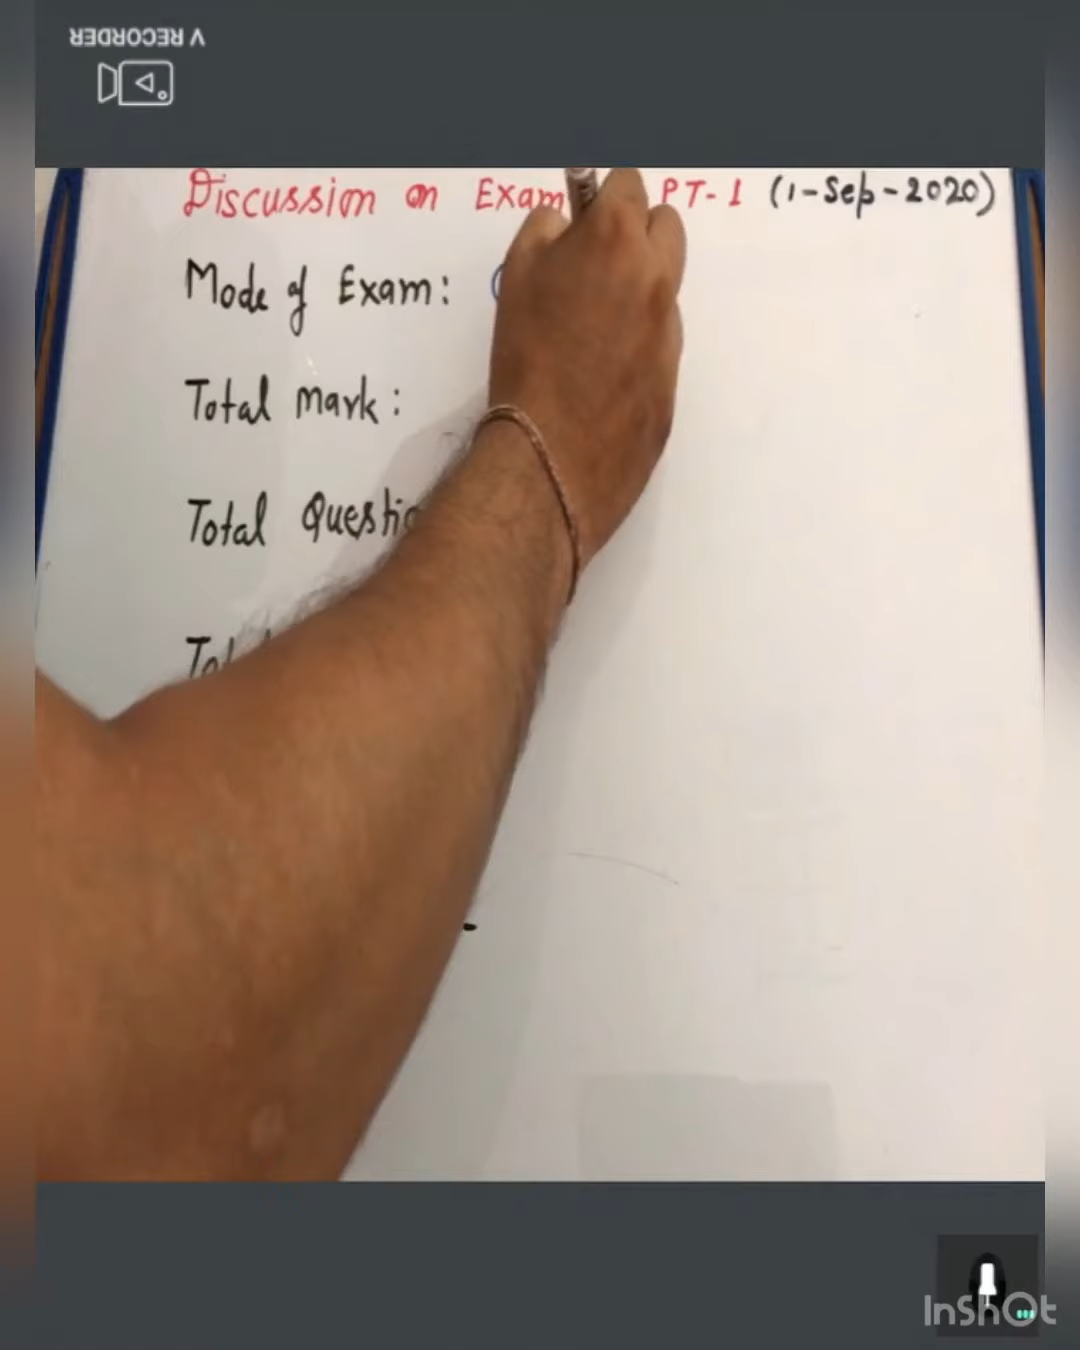 V RECORDER
Discussion on Exam PT-1 (1-Sep-2020)
Mode of Exam:
Total mark:
Total
InShOt